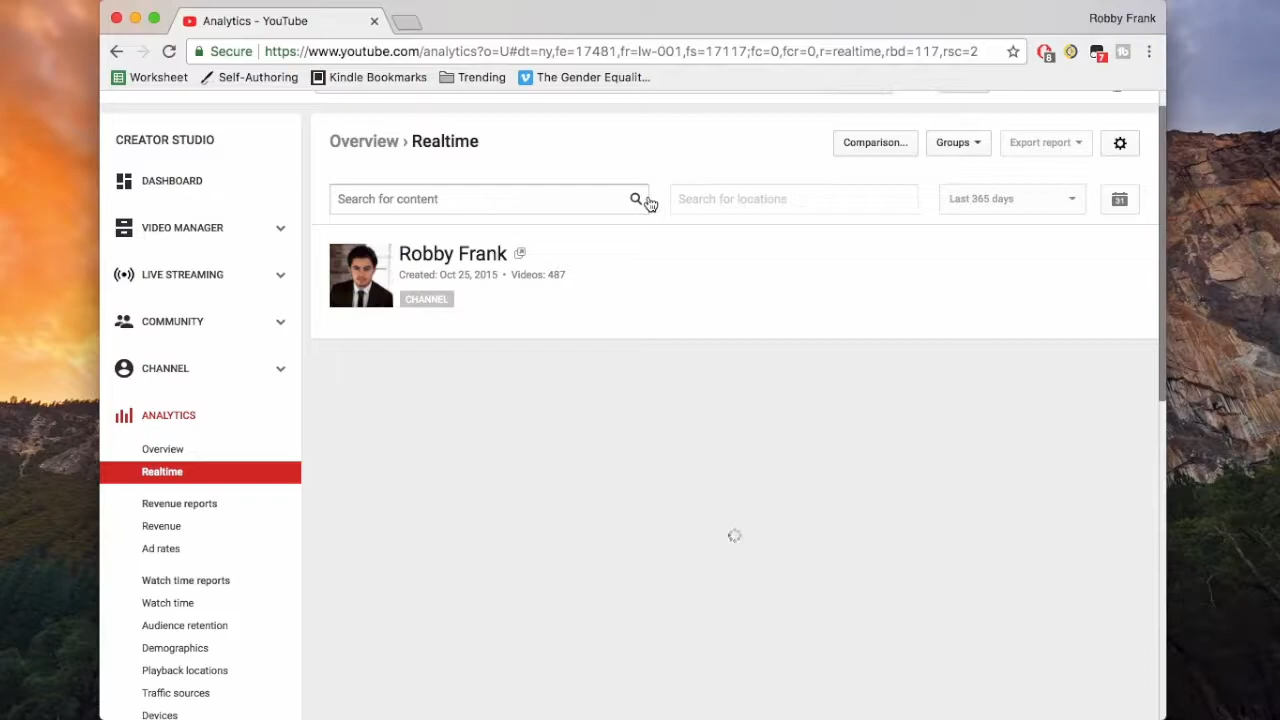 Analytics - YouTube
Robby Frank
Secure https://www.youtube.com/analytics?o=U#dt=ny,fe=17481,fr=lw-001,fs=17117;fc=0,fcr=0,r=realtime,rbd=117,rsc=2
8
7
Worksheet Self-Authoring Kindle Bookmarks Trending The Gender Equalit...
CREATOR STUDIO
DASHBOARD
VIDEO MANAGER
LIVE STREAMING
COMMUNITY
CHANNEL
ANALYTICS
Overview
Realtime
Revenue reports
Revenue
Ad rates
Watch time reports
Watch time
Audience retention
Demographics
Playback locations
Traffic sources
Devices
Overview › Realtime
Comparison... Groups Export report
Search for content Search for locations Last 365 days 31
Robby Frank
Created: Oct 25, 2015 • Videos: 487
CHANNEL